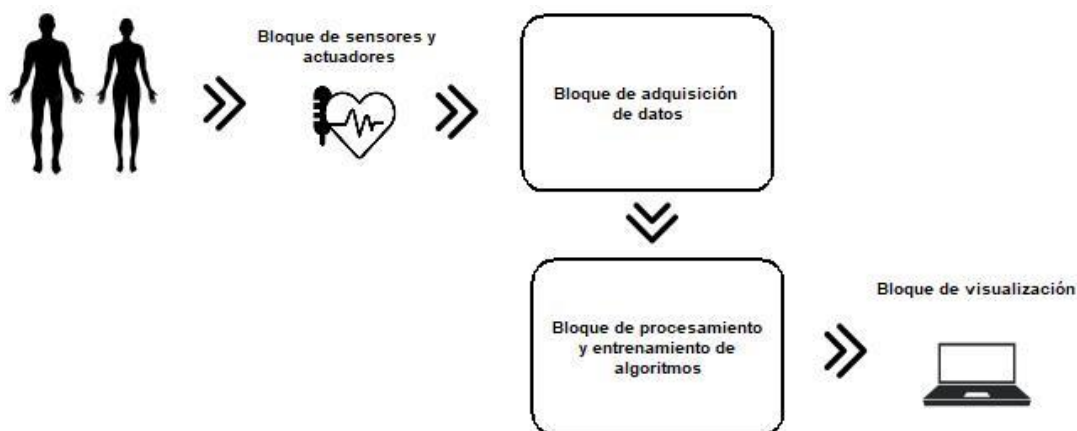 Bloque de sensores y
actuadores
Bloque de adquisición
de datos
Bloque de procesamiento
y entrenamiento de
algoritmos
Bloque de visualización